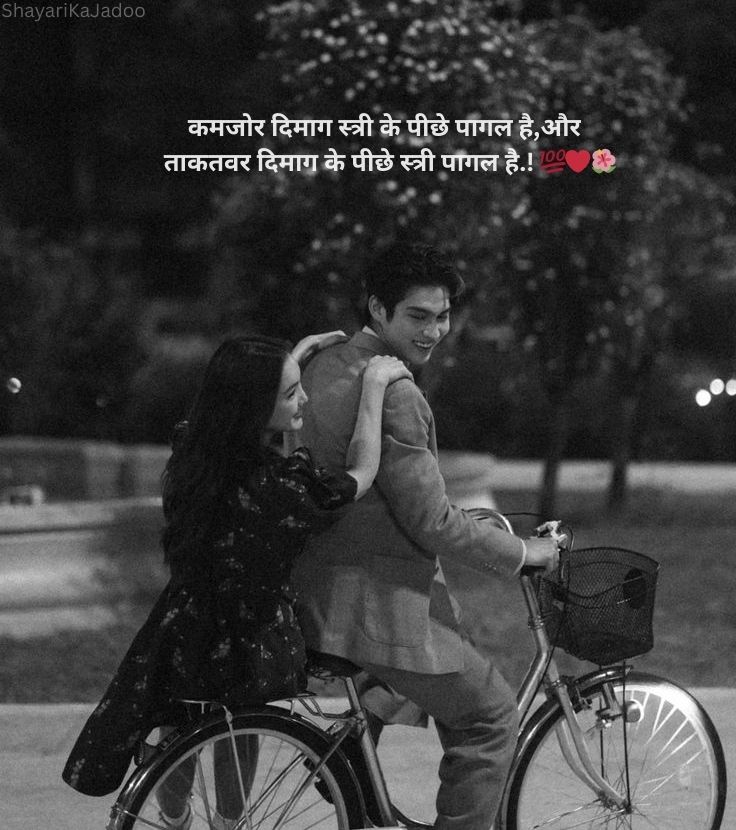 ShayariKaJadoo
कमजोर दिमाग स्त्री के पीछे पागल है,और
ताकतवर दिमाग के पीछे स्त्री पागल है.! 💯❤️🌺